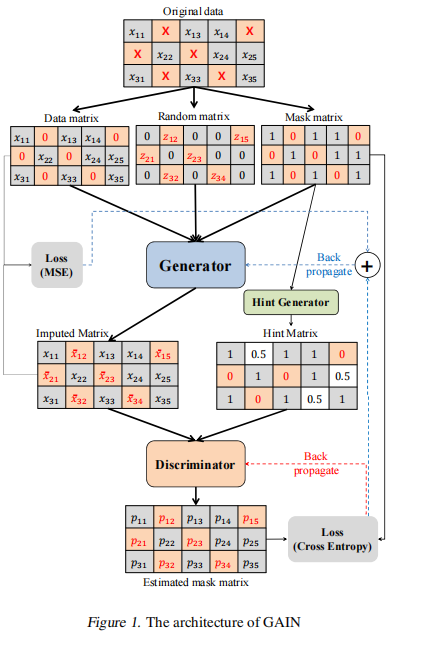 Original data
x₁₁ X x₁₃ x₁₄ X
X x₂₂ X x₂₄ x₂₅
x₃₁ X x₃₃ X x₃₅
Data matrix
x₁₁ 0 x₁₃ x₁₄ 0
0 x₂₂ 0 x₂₄ x₂₅
x₃₁ 0 x₃₃ 0 x₃₅
Random matrix
0 z₁₂ 0 0 z₁₅
z₂₁ 0 z₂₃ 0 0
0 z₃₂ 0 z₃₄ 0
Mask matrix
1 0 1 1 0
0 1 0 1 1
1 0 1 0 1
Loss
(MSE)
Generator
Back
propagate
+
Hint Generator
Imputed Matrix
x₁₁ x̄₁₂ x₁₃ x₁₄ x̄₁₅
x̄₂₁ x₂₂ x̄₂₃ x₂₄ x₂₅
x₃₁ x̄₃₂ x₃₃ x̄₃₄ x₃₅
Hint Matrix
1 0.5 1 1 0
0 1 0 1 0.5
1 0 1 0.5 1
Discriminator
Back
propagate
p₁₁ p₁₂ p₁₃ p₁₄ p₁₅
p₂₁ p₂₂ p₂₃ p₂₄ p₂₅
p₃₁ p₃₂ p₃₃ p₃₄ p₃₅
Loss
(Cross Entropy)
Estimated mask matrix
Figure 1. The architecture of GAIN